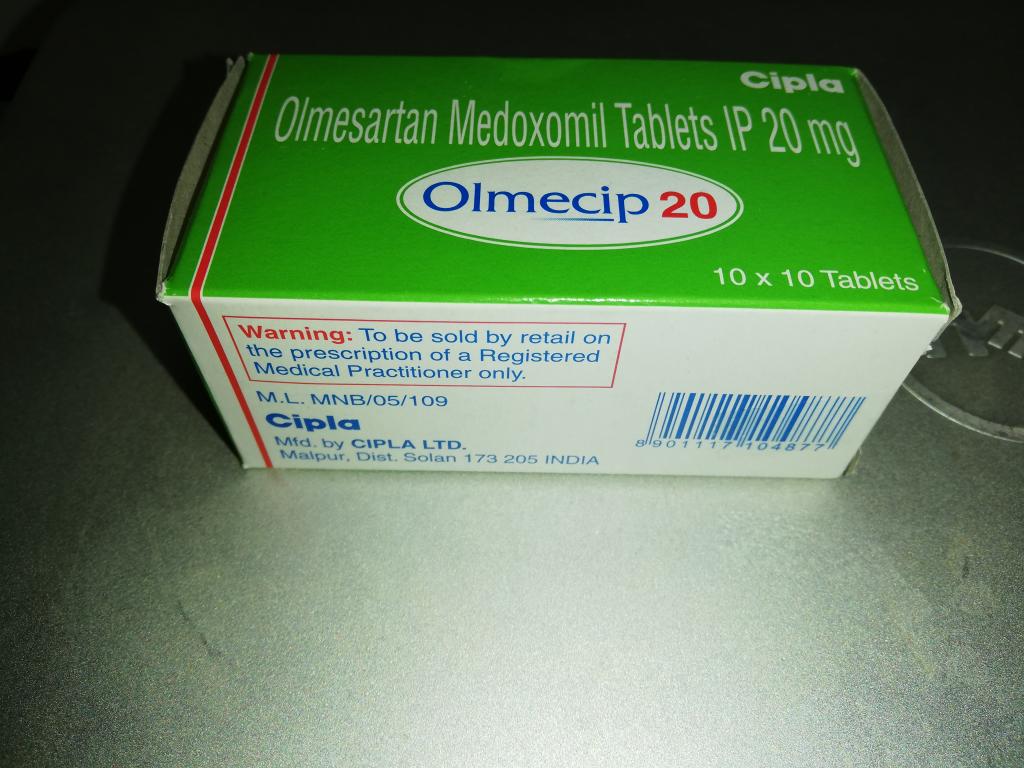 Cipla
Olmesartan Medoxomil Tablets IP 20 mg
Olmecip 20
10 x 10 Tablets
Warning: To be sold by retail on
the prescription of a Registered
Medical Practitioner only.
M.L. MNB/05/109
Cipla
Mfd. by CIPLA LTD.
Malpur, Dist. Solan 173 205 INDIA
8 901117 104877